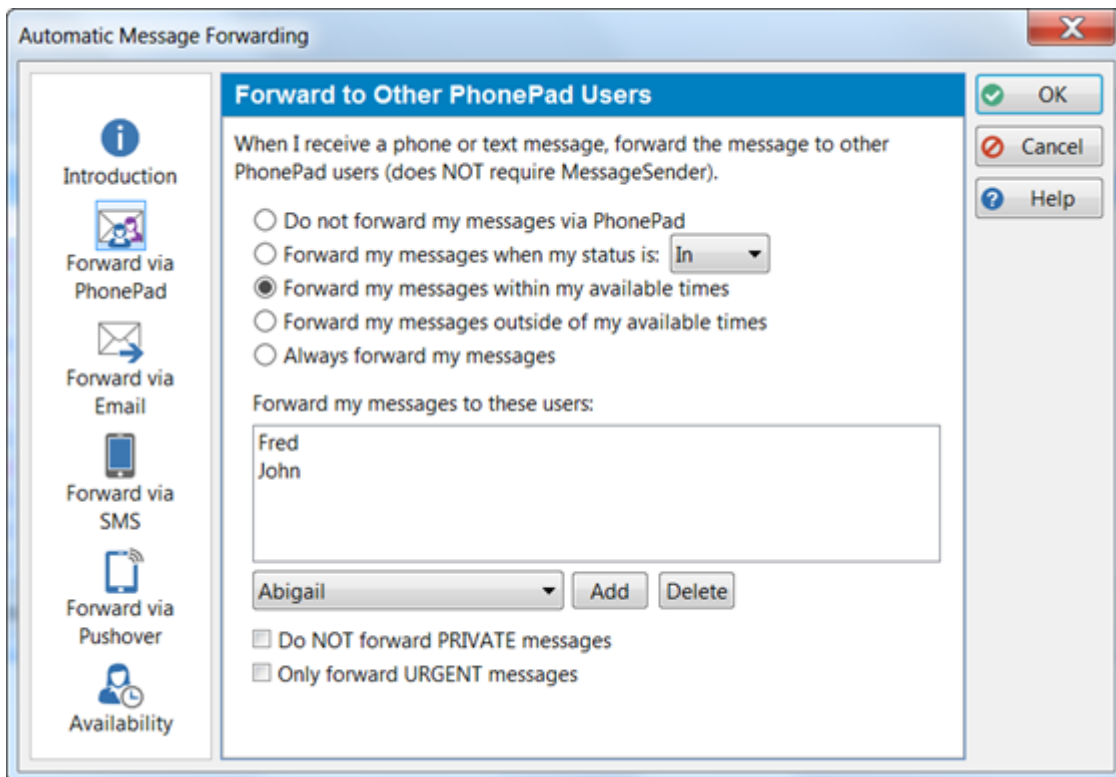 Automatic Message Forwarding
Introduction
Forward via
PhonePad
Forward via
Email
Forward via
SMS
Forward via
Pushover
Availability
Forward to Other PhonePad Users
When I receive a phone or text message, forward the message to other
PhonePad users (does NOT require MessageSender).
Do not forward my messages via PhonePad
Forward my messages when my status is: In
Forward my messages within my available times
Forward my messages outside of my available times
Always forward my messages
Forward my messages to these users:
Fred
John
Abigail Add Delete
Do NOT forward PRIVATE messages
Only forward URGENT messages
OK
Cancel
Help